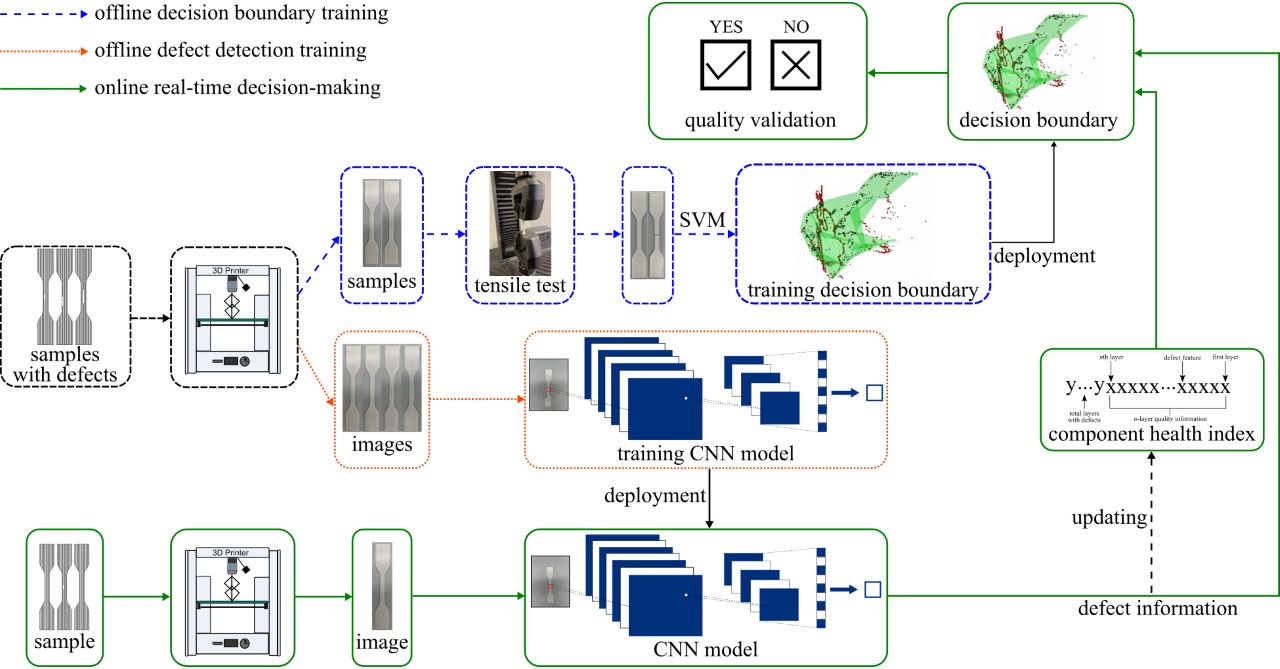 offline decision boundary training
offline defect detection training
online real-time decision-making
YES
NO
quality validation
decision boundary
SVM
samples
tensile test
training decision boundary
deployment
3D Printer
samples
with defects
images
training CNN model
deployment
nth layer
defect feature
first layer
y...yxxxxx...xxxxx
total layers
with defects
n-layer quality information
component health index
updating
defect information
3D Printer
sample
image
CNN model